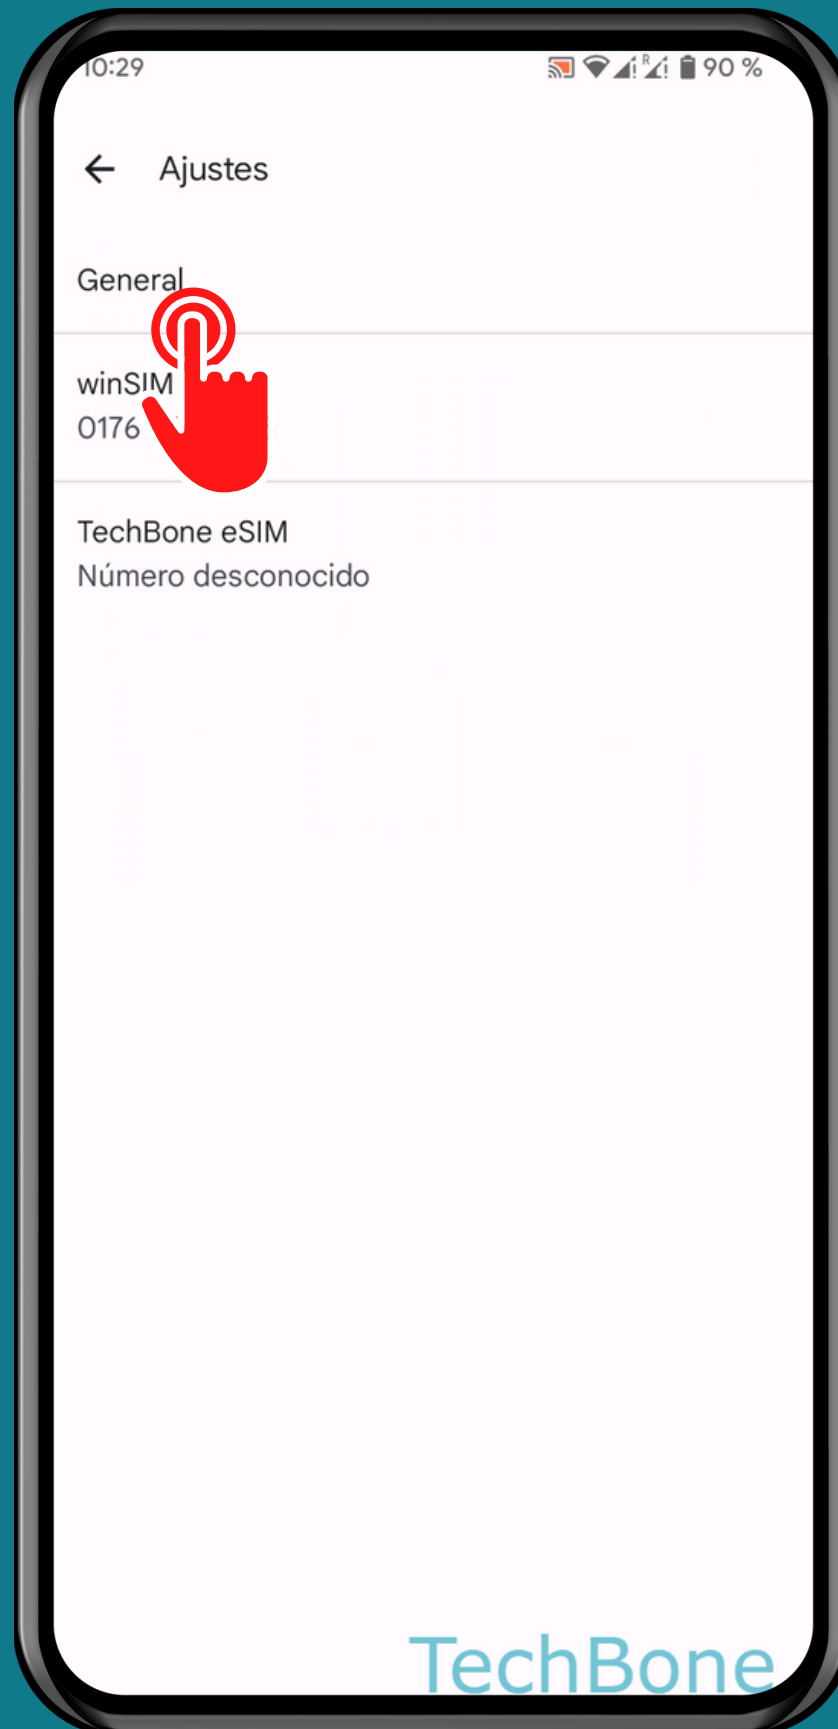 10:29
R
90 %
Ajustes
General
winSIM
0176
TechBone eSIM
Número desconocido
TechBone